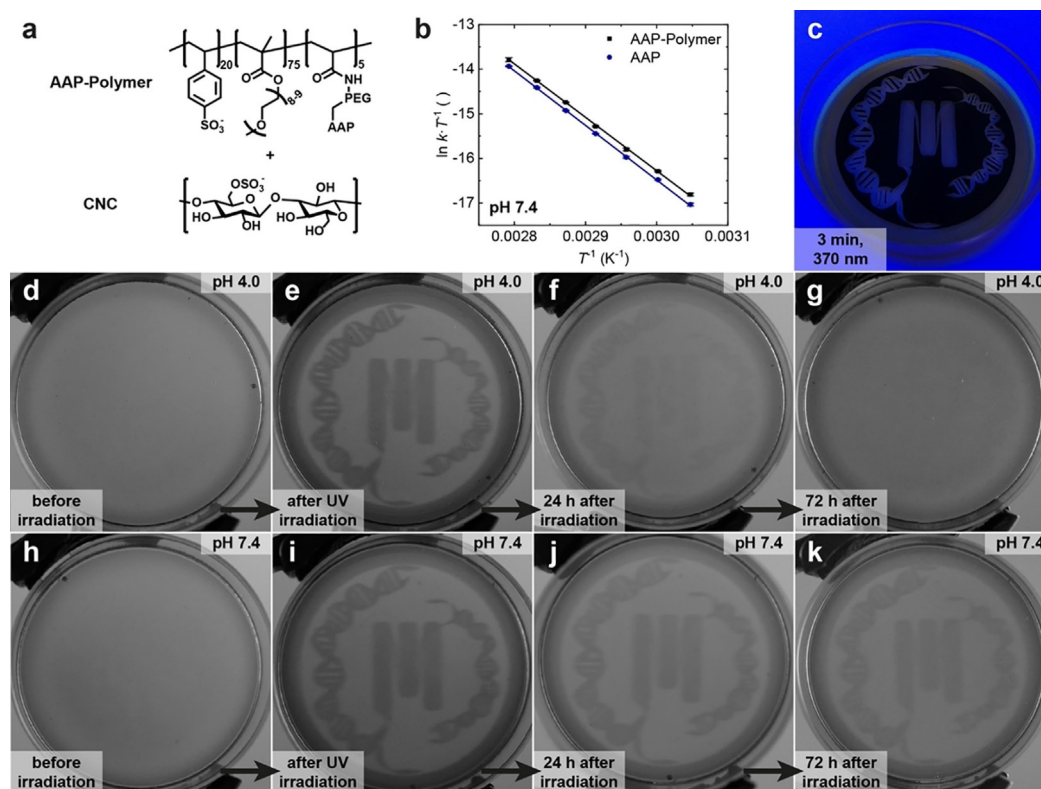 a
AAP-Polymer
20
75
5
O
O
NH
PEG
O
8-9
O
SO₃⁻
AAP
+
CNC
OSO₃⁻
OH
O
HO
O
O
HO
OH
HO
O
HO
b
-13
-14
-15
-16
-17
ln k·T⁻¹ ( )
AAP-Polymer
AAP
pH 7.4
0.0028
0.0029
0.0030
0.0031
T⁻¹ (K⁻¹)
c
3 min,
370 nm
d
pH 4.0
before
irradiation
e
pH 4.0
after UV
irradiation
f
pH 4.0
24 h after
irradiation
g
pH 4.0
72 h after
irradiation
h
pH 7.4
before
irradiation
i
pH 7.4
after UV
irradiation
j
pH 7.4
24 h after
irradiation
k
pH 7.4
72 h after
irradiation